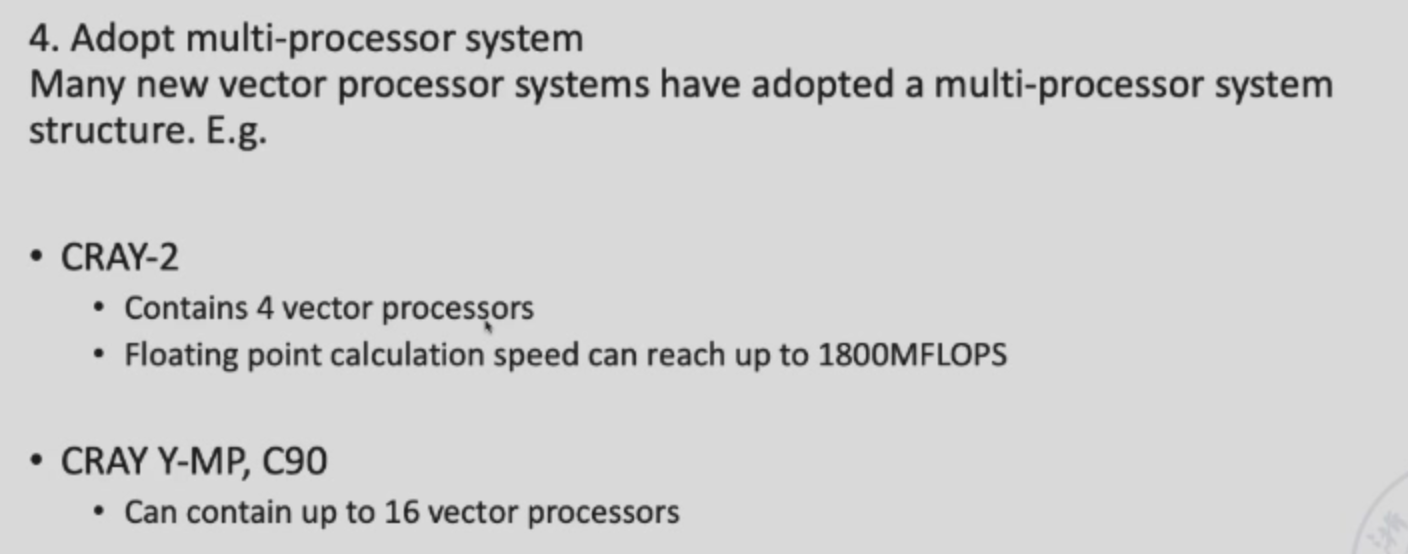 4. Adopt multi-processor system
Many new vector processor systems have adopted a multi-processor system
structure. E.g.
• CRAY-2
• Contains 4 vector processors
• Floating point calculation speed can reach up to 1800MFLOPS
• CRAY Y-MP, C90
• Can contain up to 16 vector processors
浙